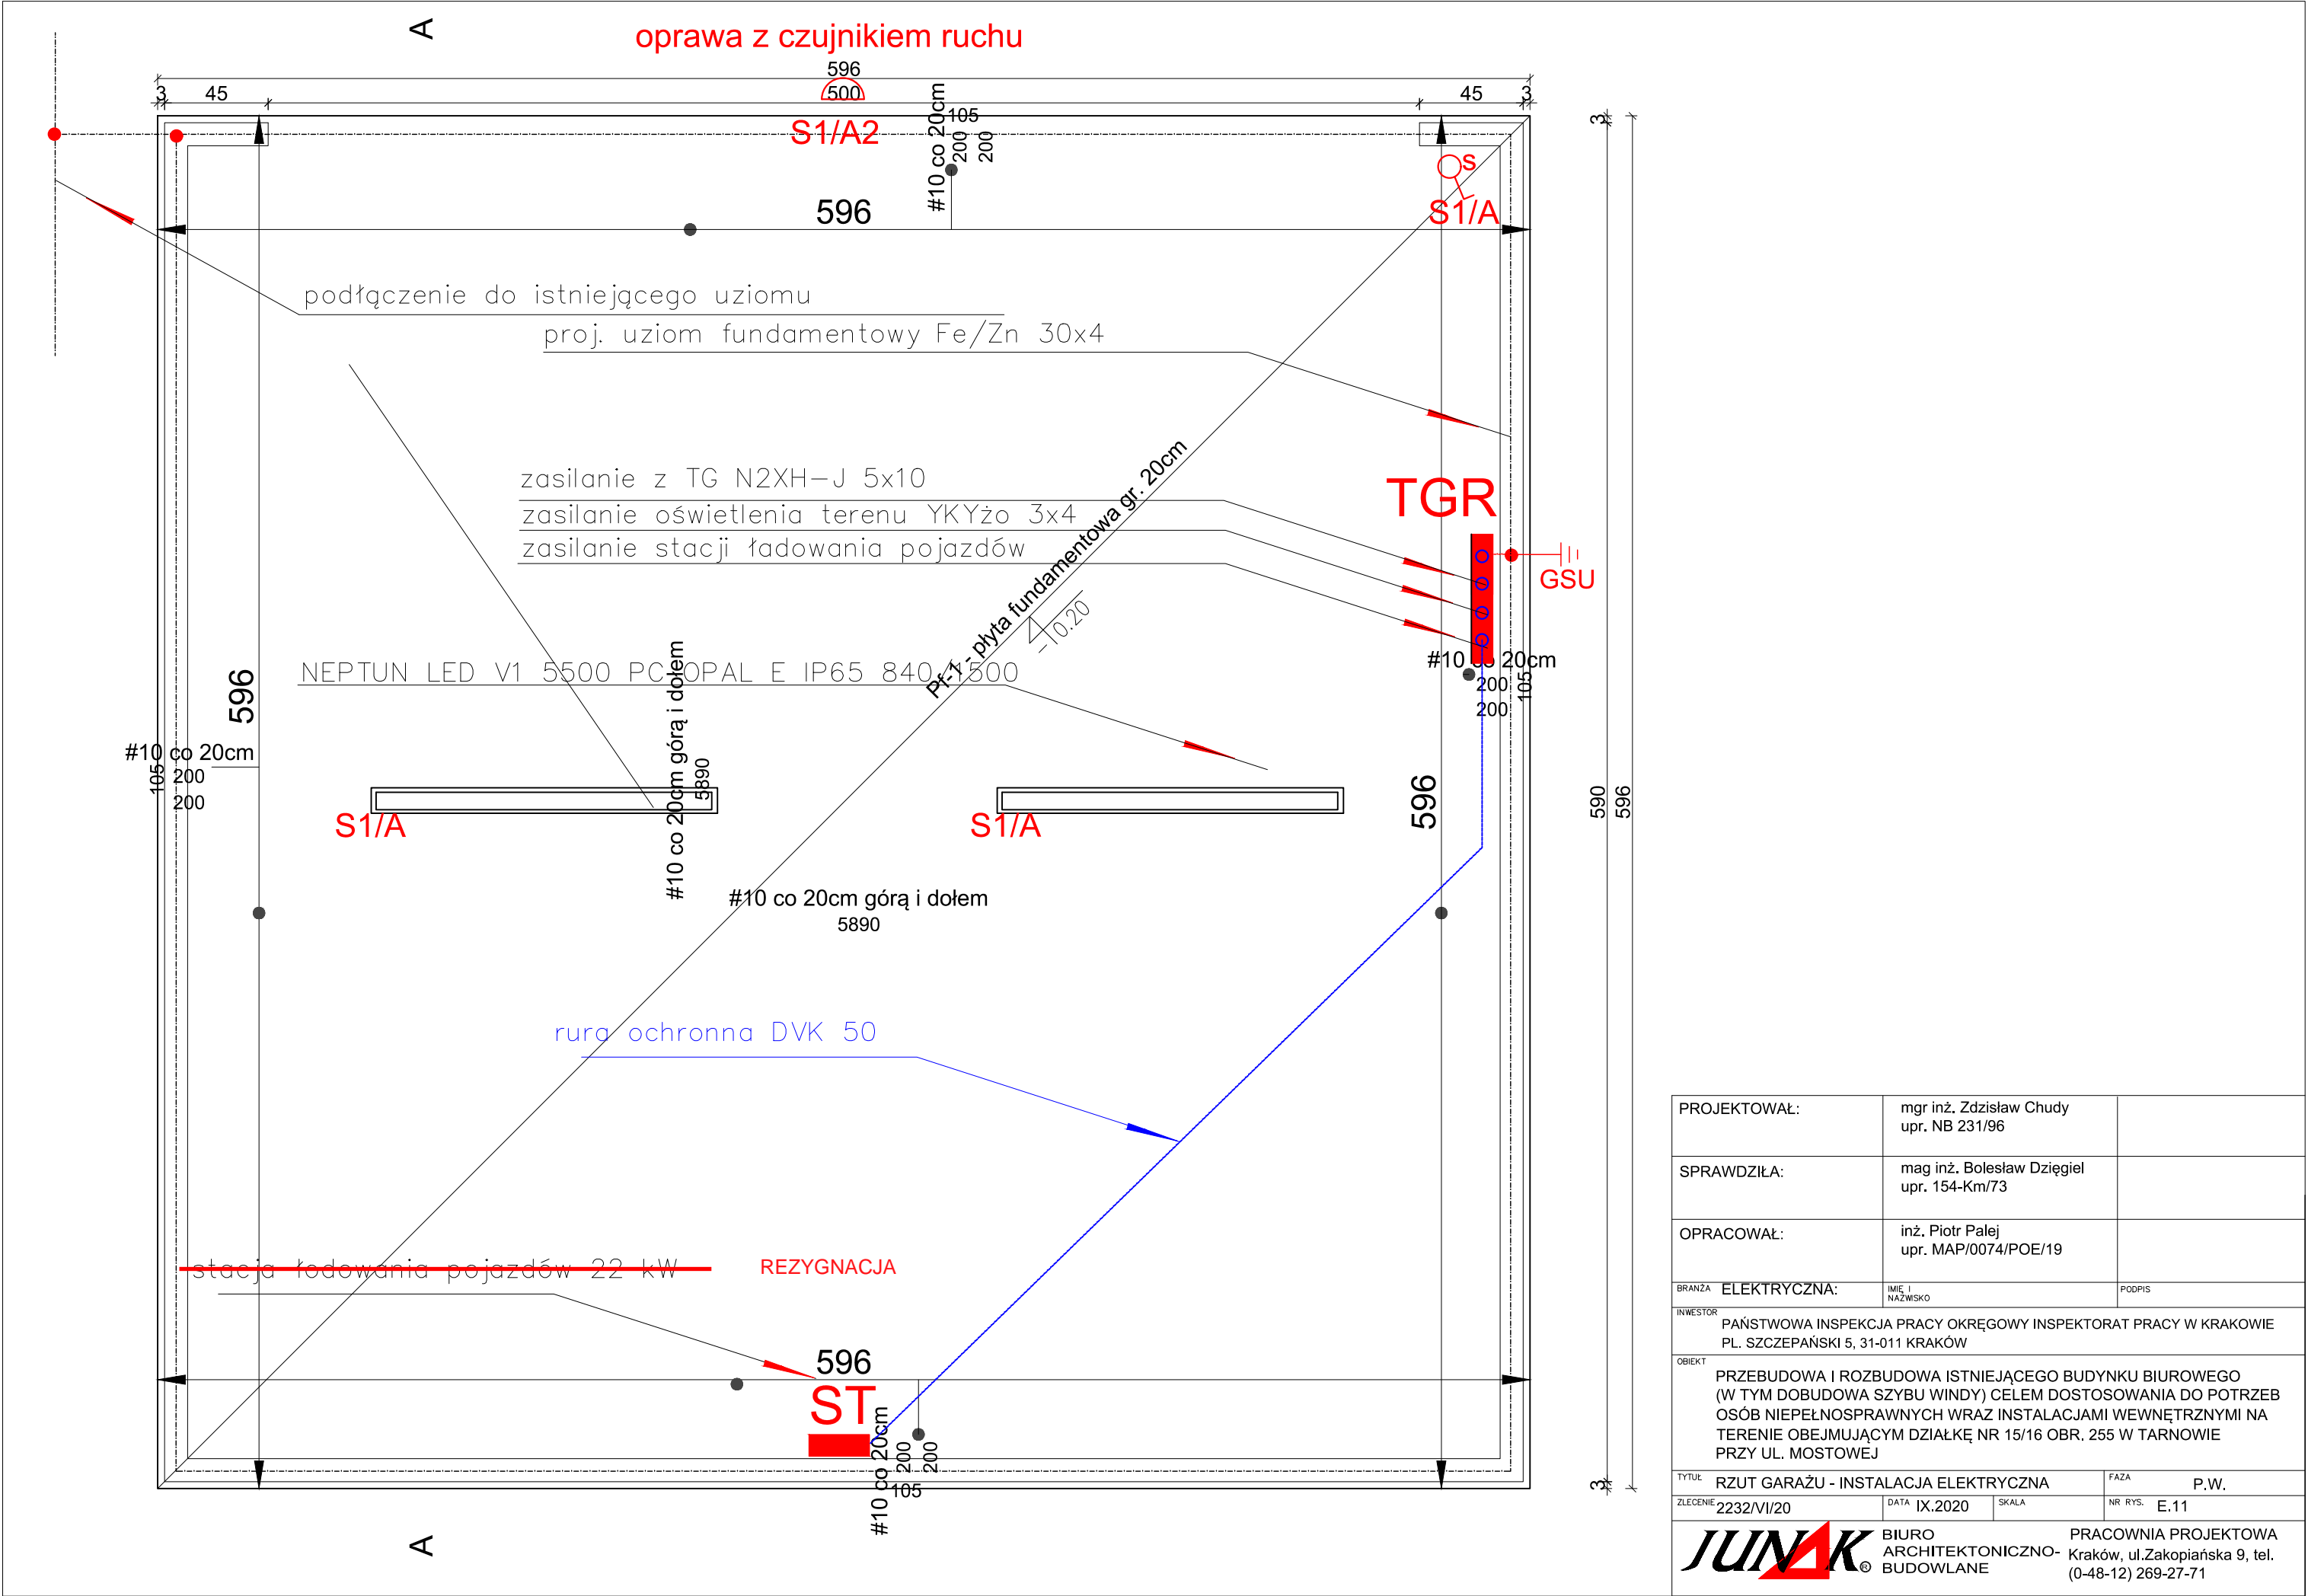 A
oprawa z czujnikiem ruchu
596
3
45
500
45
3
105
S1/A2
#10 co 20cm
200
200
3
S
S1/A
596
podłączenie do istniejącego uziomu
proj. uziom fundamentowy Fe/Zn 30x4
zasilanie z TG N2XH-J 5x10
zasilanie oświetlenia terenu YKYżo 3x4
zasilanie stacji ładowania pojazdów
Pf-1 - płyta fundamentowa gr. 20cm
-10.20
TGR
GSU
#10 co 20cm
200
200
105
NEPTUN LED V1 5500 PC OPAL E IP65 840 1500
596
#10 co 20cm
105
200
200
#10 co 20cm górą i dołem
5890
596
590
596
S1/A
S1/A
#10 co 20cm górą i dołem
5890
rura ochronna DVK 50
stacja łodowania pojazdów 22 kW
REZYGNACJA
596
ST
#10 co 20cm
200
200
105
3
A
PROJEKTOWAŁ:
mgr inż. Zdzisław Chudy
upr. NB 231/96
SPRAWDZIŁA:
mag inż. Bolesław Dzięgiel
upr. 154-Km/73
OPRACOWAŁ:
inż. Piotr Palej
upr. MAP/0074/POE/19
BRANŻA ELEKTRYCZNA:
IMIĘ I
NAZWISKO
PODPIS
INWESTOR
PAŃSTWOWA INSPEKCJA PRACY OKRĘGOWY INSPEKTORAT PRACY W KRAKOWIE
PL. SZCZEPAŃSKI 5, 31-011 KRAKÓW
OBIEKT
PRZEBUDOWA I ROZBUDOWA ISTNIEJĄCEGO BUDYNKU BIUROWEGO
(W TYM DOBUDOWA SZYBU WINDY) CELEM DOSTOSOWANIA DO POTRZEB
OSÓB NIEPEŁNOSPRAWNYCH WRAZ INSTALACJAMI WEWNĘTRZNYMI NA
TERENIE OBEJMUJĄCYM DZIAŁKĘ NR 15/16 OBR. 255 W TARNOWIE
PRZY UL. MOSTOWEJ
TYTUŁ RZUT GARAŻU - INSTALACJA ELEKTRYCZNA
FAZA P.W.
ZLECENIE 2232/VI/20
DATA IX.2020
SKALA
NR RYS. E.11
JUNAK®
BIURO
ARCHITEKTONICZNO-
BUDOWLANE
PRACOWNIA PROJEKTOWA
Kraków, ul.Zakopiańska 9, tel.
(0-48-12) 269-27-71